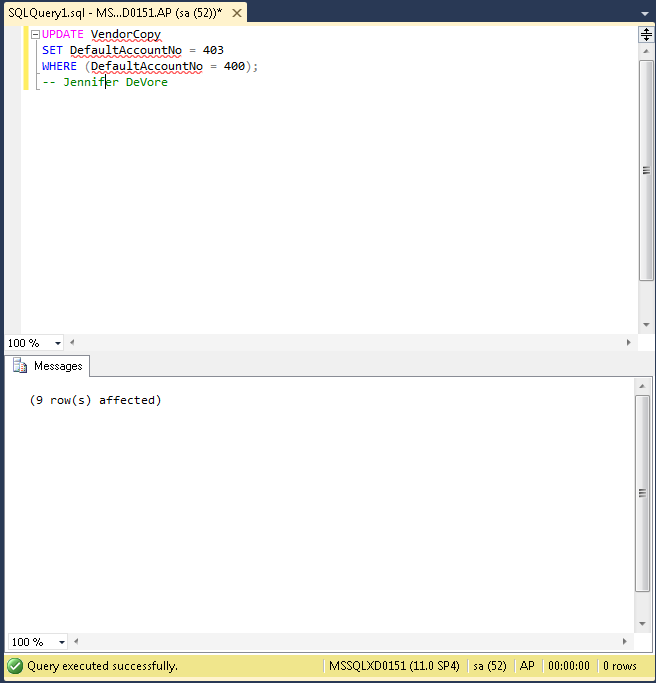 SQLQuery1.sql - MS...D0151.AP (sa (52))*
UPDATE VendorCopy
SET DefaultAccountNo = 403
WHERE (DefaultAccountNo = 400);
-- Jennifer DeVore
100 %
Messages
(9 row(s) affected)
100 %
Query executed successfully. MSSQLXD0151 (11.0 SP4) sa (52) AP 00:00:00 0 rows